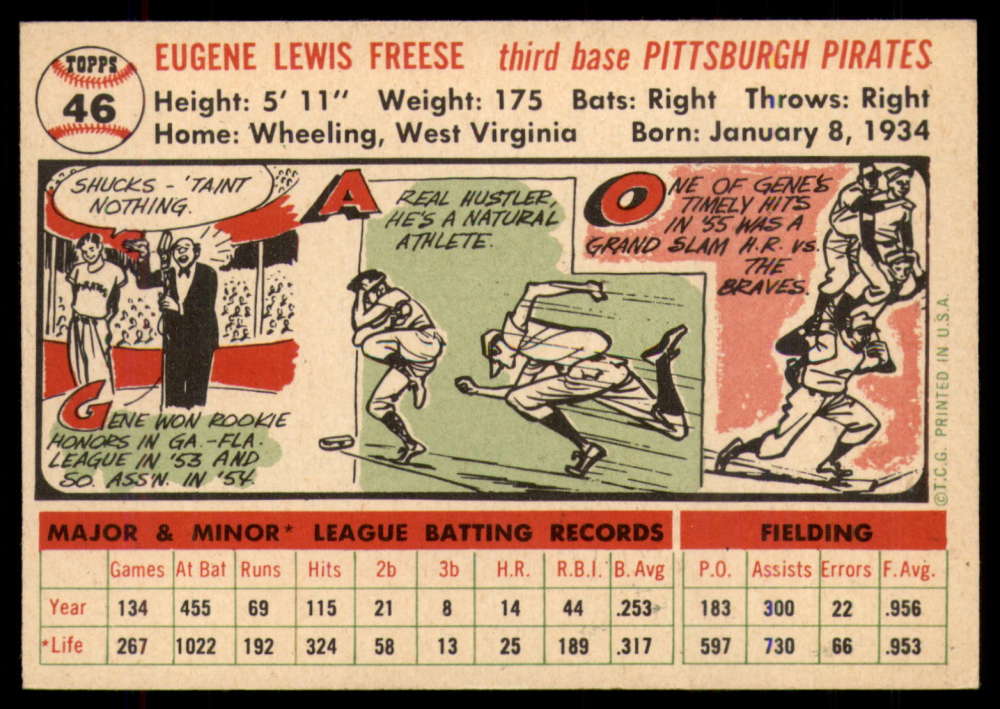 TOPPS
46
EUGENE LEWIS FREESE third base PITTSBURGH PIRATES
Height: 5' 11" Weight: 175 Bats: Right Throws: Right
Home: Wheeling, West Virginia Born: January 8, 1934
SHUCKS - 'TAINT
NOTHING.
PIRATES
GENE WON ROOKIE
HONORS IN GA.-FLA.
LEAGUE IN '53 AND
SO. ASS'N. IN '54.
A REAL HUSTLER,
HE'S A NATURAL
ATHLETE.
ONE OF GENE'S
TIMELY HITS
IN '55 WAS A
GRAND SLAM H.R. VS.
THE
BRAVES.
©T.C.G. PRINTED IN U.S.A.
MAJOR & MINOR* LEAGUE BATTING RECORDS FIELDING
Games At Bat Runs Hits 2b 3b H.R. R.B.I. B. Avg P.O. Assists Errors F. Avg.
Year 134 455 69 115 21 8 14 44 .253 183 300 22 .956
*Life 267 1022 192 324 58 13 25 189 .317 597 730 66 .953